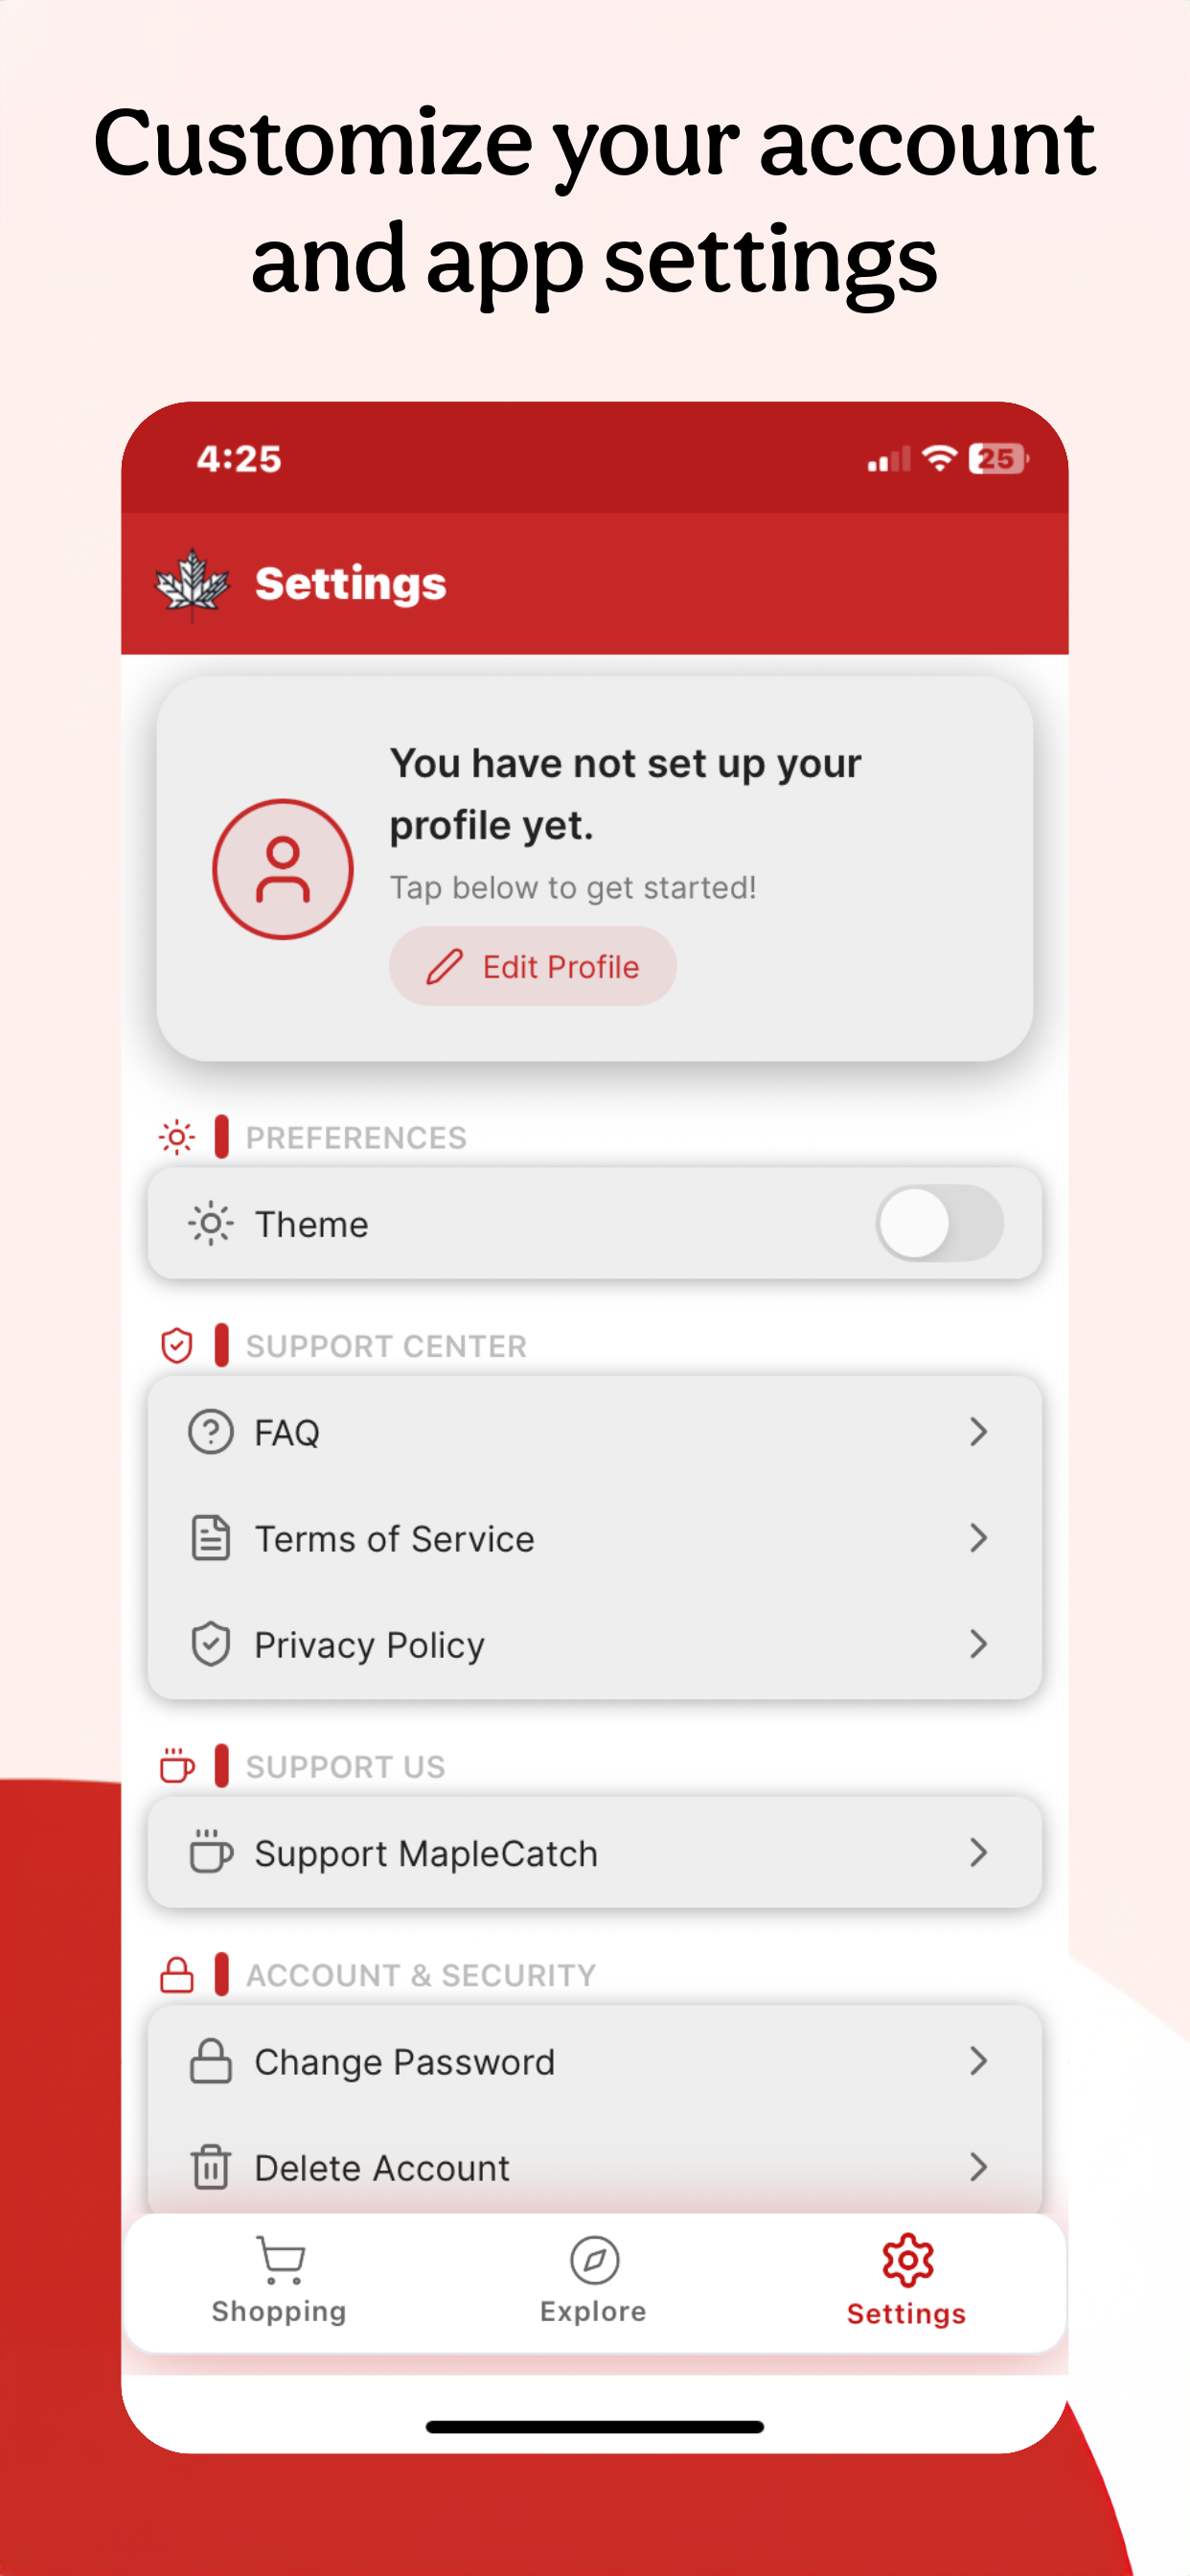 Customize your account
and app settings
4:25
25
Settings
You have not set up your
profile yet.
Tap below to get started!
Edit Profile
PREFERENCES
Theme
SUPPORT CENTER
FAQ
Terms of Service
Privacy Policy
SUPPORT US
Support MapleCatch
ACCOUNT & SECURITY
Change Password
Delete Account
Shopping
Explore
Settings